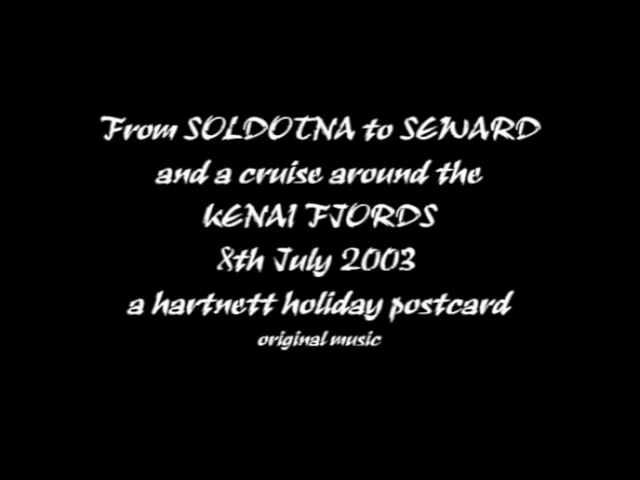 From SOLDOTNA to SEWARD
and a cruise around the
KENAI FJORDS
8th July 2003
a hartnett holiday postcard
original music